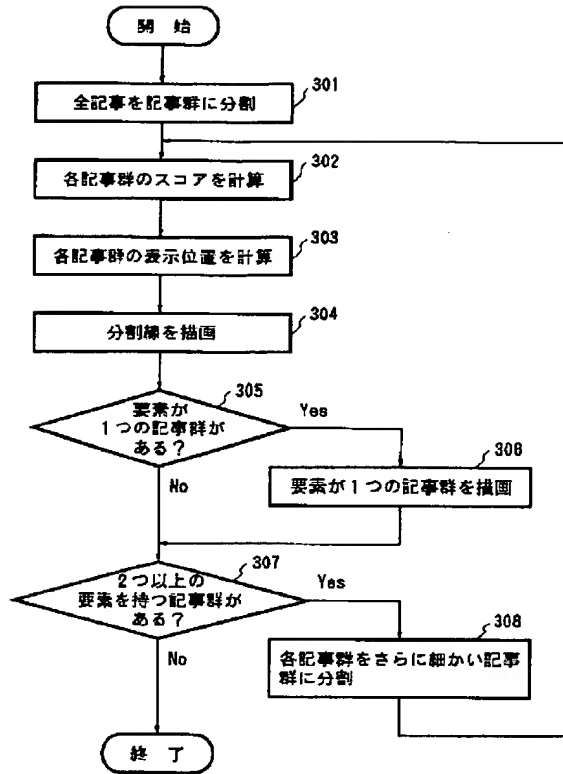 開始
301
全記事を記事群に分割
302
各記事群のスコアを計算
303
各記事群の表示位置を計算
304
分割線を描画
305
要素が
1つの記事群が
ある?
Yes
306
要素が1つの記事群を描画
No
307
2つ以上の
要素を持つ記事群が
ある?
Yes
308
各記事群をさらに細かい記事
群に分割
No
終了